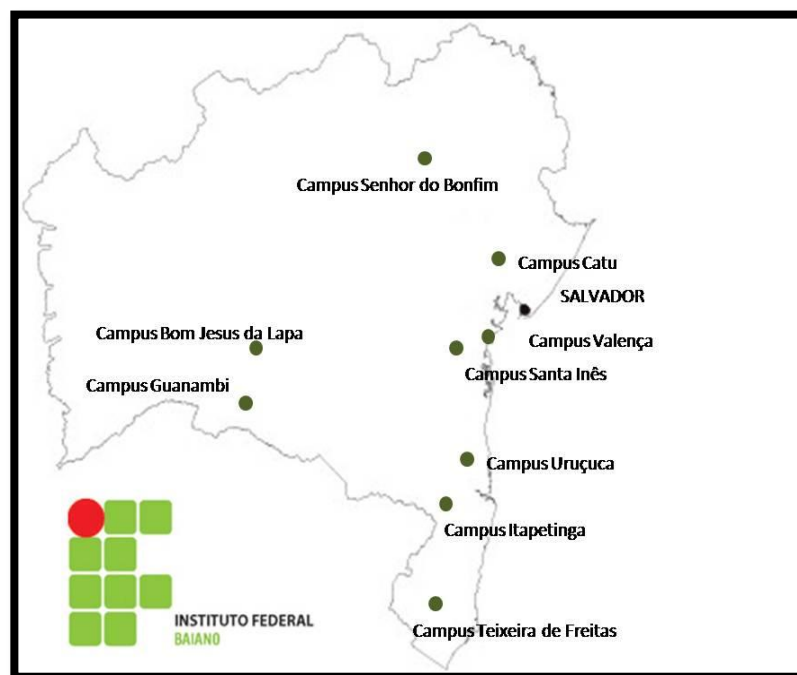 Campus Senhor do Bonfim
Campus Catu
SALVADOR
Campus Bom Jesus da Lapa
Campus Valença
Campus Santa Inês
Campus Guanambi
Campus Uruçuca
Campus Itapetinga
INSTITUTO FEDERAL
BAIANO
Campus Teixeira de Freitas